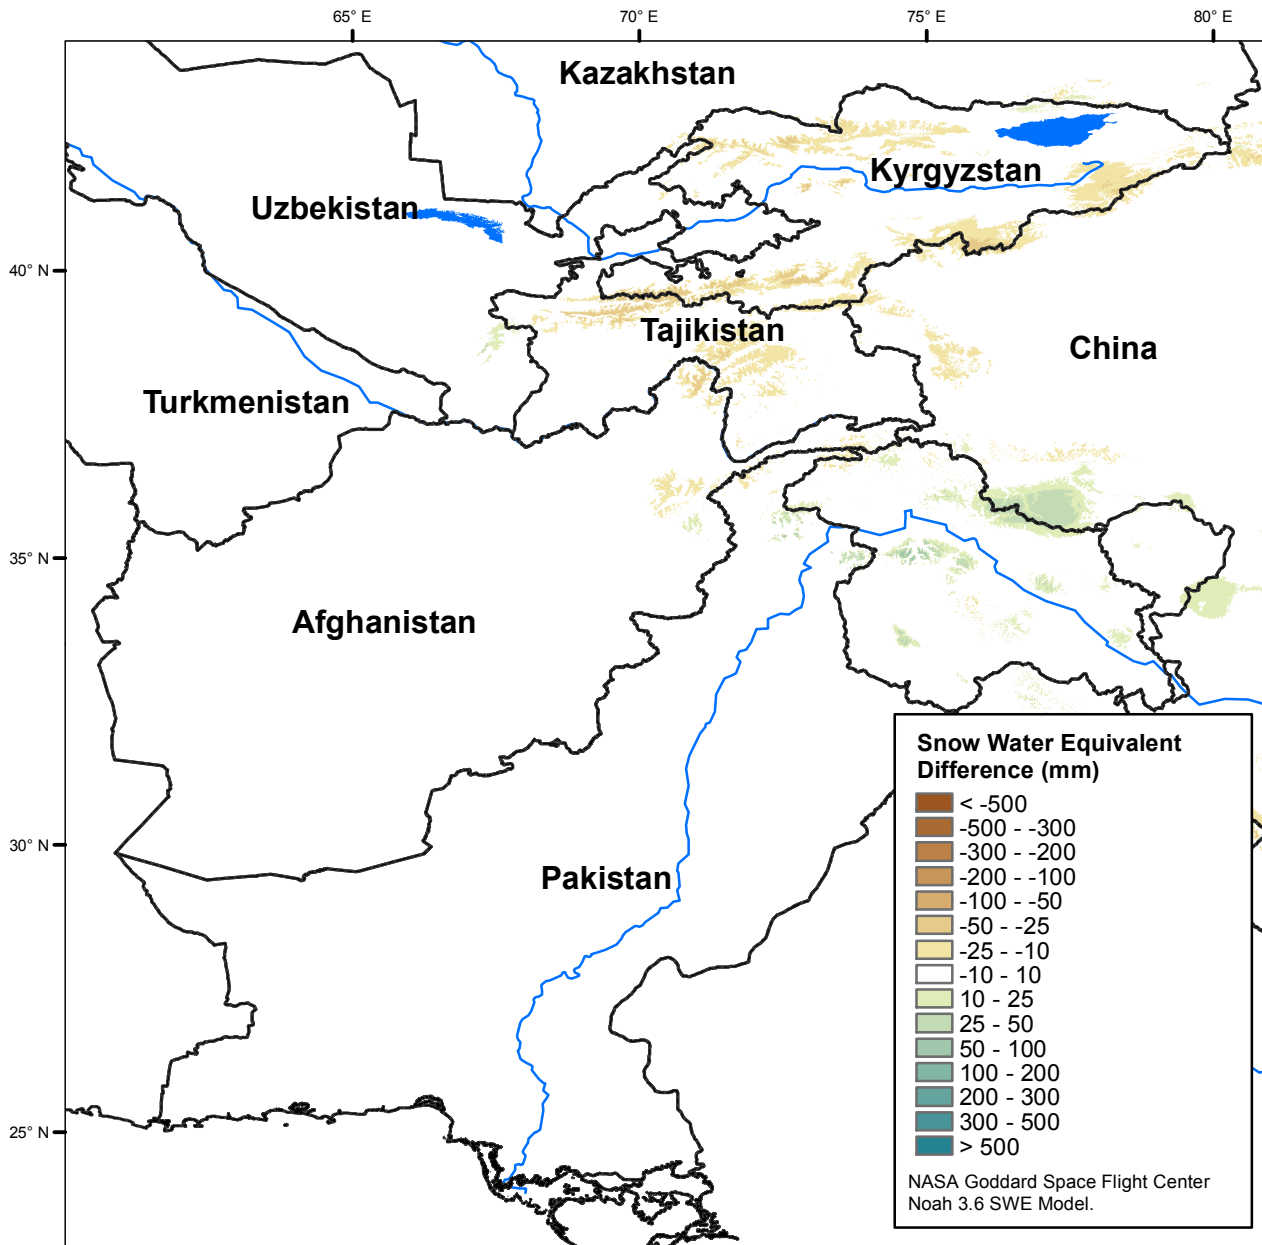 65° E
70° E
75° E
80° E
Kazakhstan
Kyrgyzstan
Uzbekistan
40° N
Tajikistan
China
Turkmenistan
35° N
Afghanistan
30° N
Pakistan
25° N
Snow Water Equivalent
Difference (mm)
< -500
-500 - -300
-300 - -200
-200 - -100
-100 - -50
-50 - -25
-25 - -10
-10 - 10
10 - 25
25 - 50
50 - 100
100 - 200
200 - 300
300 - 500
> 500
NASA Goddard Space Flight Center
Noah 3.6 SWE Model.